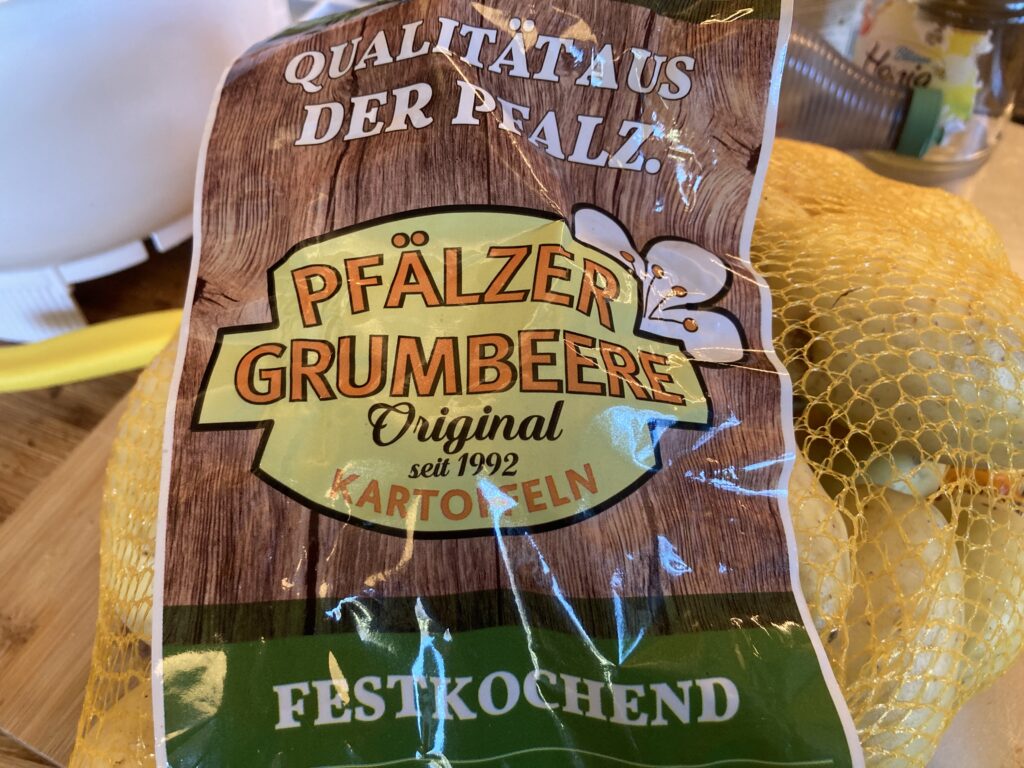 QUALITÄT AUS
DER PFALZ.
PFÄLZER
GRUMBEERE
Original
seit 1992
KARTOFFELN
FESTKOCHEND